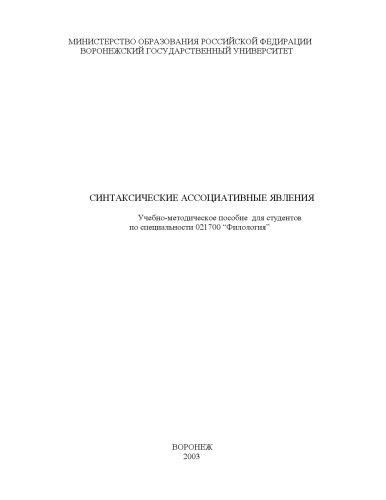 МИНИСТЕРСТВО ОБРАЗОВАНИЯ РОССИЙСКОЙ ФЕДЕРАЦИИ
ВОРОНЕЖСКИЙ ГОСУДАРСТВЕННЫЙ УНИВЕРСИТЕТ
СИНТАКСИЧЕСКИЕ АССОЦИАТИВНЫЕ ЯВЛЕНИЯ
Учебно-методическое пособие для студентов
по специальности 021700 “Филология”
ВОРОНЕЖ
2003